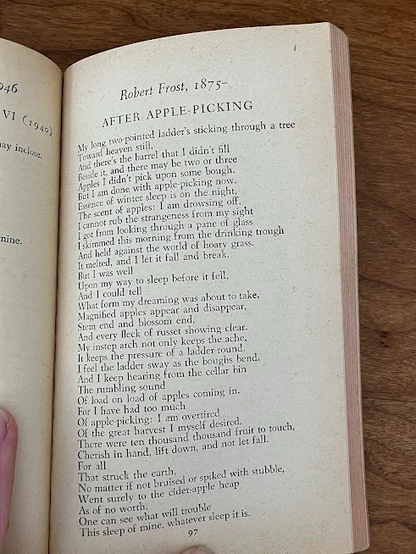 946
VI (1940)
may inclose.
mine.
Robert Frost, 1875–
AFTER APPLE-PICKING
My long two-pointed ladder's sticking through a tree
Toward heaven still,
And there's the barrel that I didn't fill
Beside it, and there may be two or three
Apples I didn't pick upon some bough.
But I am done with apple-picking now.
Essence of winter sleep is on the night,
The scent of apples: I am drowsing off.
I cannot rub the strangeness from my sight
I got from looking through a pane of glass
I skimmed this morning from the drinking trough
And held against the world of hoary grass.
It melted, and I let it fall and break.
But I was well
Upon my way to sleep before it fell,
And I could tell
What form my dreaming was about to take.
Magnified apples appear and disappear,
Stem end and blossom end,
And every fleck of russet showing clear.
My instep arch not only keeps the ache,
It keeps the pressure of a ladder-round.
I feel the ladder sway as the boughs bend.
And I keep hearing from the cellar bin
The rumbling sound
Of load on load of apples coming in.
For I have had too much
Of apple-picking: I am overtired
Of the great harvest I myself desired.
There were ten thousand thousand fruit to touch,
Cherish in hand, lift down, and not let fall.
For all
That struck the earth,
No matter if not bruised or spiked with stubble,
Went surely to the cider-apple heap
As of no worth.
One can see what will trouble
This sleep of mine, whatever sleep it is.
97